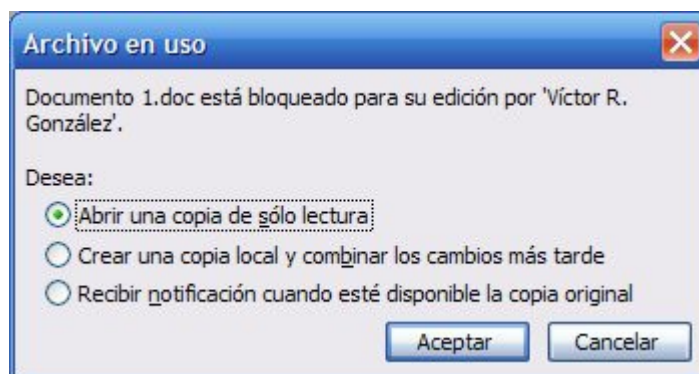 Archivo en uso
Documento 1.doc está bloqueado para su edición por 'Víctor R.
González'.
Desea:
Abrir una copia de sólo lectura
Crear una copia local y combinar los cambios más tarde
Recibir notificación cuando esté disponible la copia original
Aceptar Cancelar